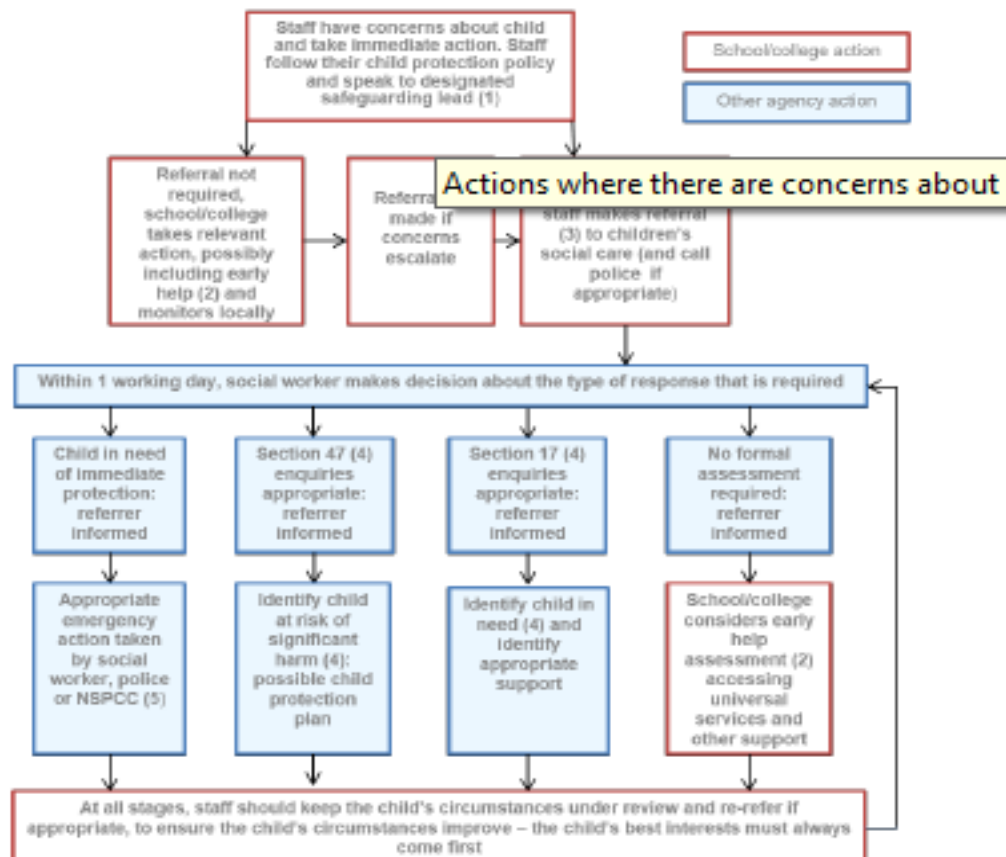 Staff have concerns about child
and take immediate action. Staff
follow their child protection policy
and speak to designated
safeguarding lead (1)
School/college action
Other agency action
Referral not
required,
school/college
takes relevant
action, possibly
including early
help (2) and
monitors locally
Referral
made if
concerns
escalate
Actions where there are concerns about
staff makes referral
(3) to children's
social care (and call
police if
appropriate)
Within 1 working day, social worker makes decision about the type of response that is required
Child in need
of immediate
protection:
referrer
informed
Section 47 (4)
enquiries
appropriate:
referrer
informed
Section 17 (4)
enquiries
appropriate:
referrer
informed
No formal
assessment
required:
referrer
informed
Appropriate
emergency
action taken
by social
worker, police
or NSPCC (5)
Identify child
at risk of
significant
harm (4):
possible child
protection
plan
Identify child in
need (4) and
identify
appropriate
support
School/college
considers early
help
assessment (2)
accessing
universal
services and
other support
At all stages, staff should keep the child's circumstances under review and re-refer if
appropriate, to ensure the child's circumstances improve – the child's best interests must always
come first